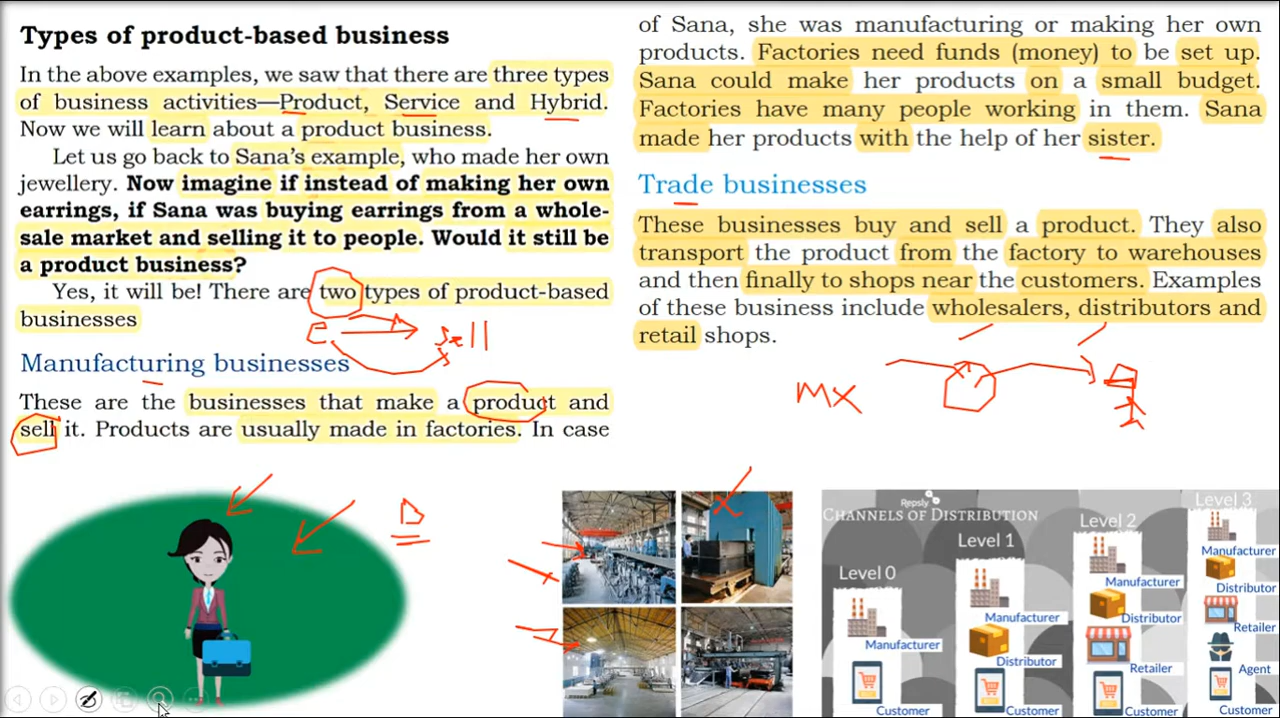 Types of product-based business
In the above examples, we saw that there are three types
of business activities—Product, Service and Hybrid.
Now we will learn about a product business.
Let us go back to Sana's example, who made her own
jewellery. Now imagine if instead of making her own
earrings, if Sana was buying earrings from a whole-
sale market and selling it to people. Would it still be
a product business?
Yes, it will be! There are two types of product-based
businesses
E sell
Manufacturing businesses
These are the businesses that make a product and
sell it. Products are usually made in factories. In case
of Sana, she was manufacturing or making her own
products. Factories need funds (money) to be set up.
Sana could make her products on a small budget.
Factories have many people working in them. Sana
made her products with the help of her sister.
Trade businesses
These businesses buy and sell a product. They also
transport the product from the factory to warehouses
and then finally to shops near the customers. Examples
of these business include wholesalers, distributors and
retail shops.
MX
D
Repsly
CHANNELS OF DISTRIBUTION
Level 0
Manufacturer
Customer
Level 1
Manufacturer
Distributor
Customer
Level 2
Manufacturer
Distributor
Retailer
Customer
Level 3
Manufacturer
Distributor
Retailer
Agent
Customer